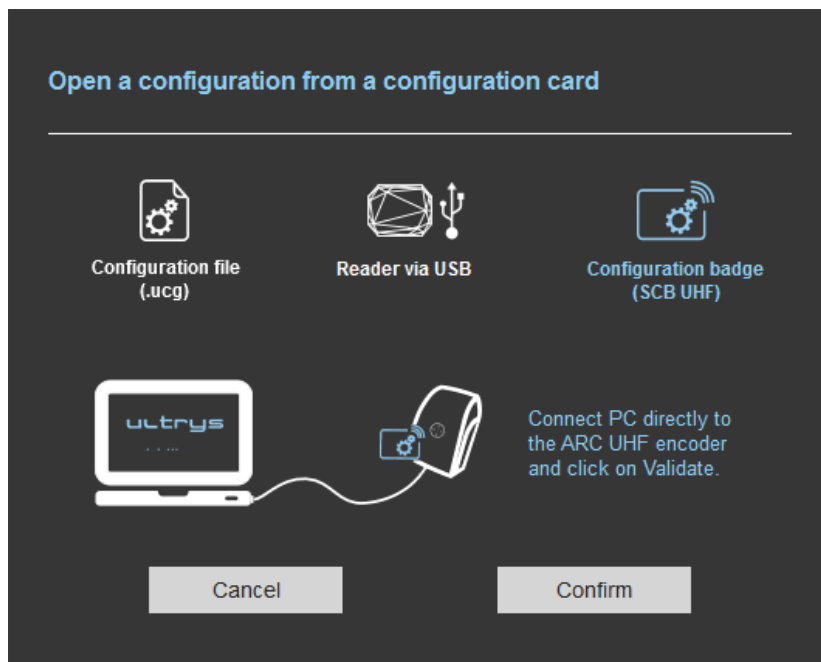 Open a configuration from a configuration card
Configuration file
(.ucg)
Reader via USB
Configuration badge
(SCB UHF)
ultrys
Connect PC directly to
the ARC UHF encoder
and click on Validate.
Cancel
Confirm